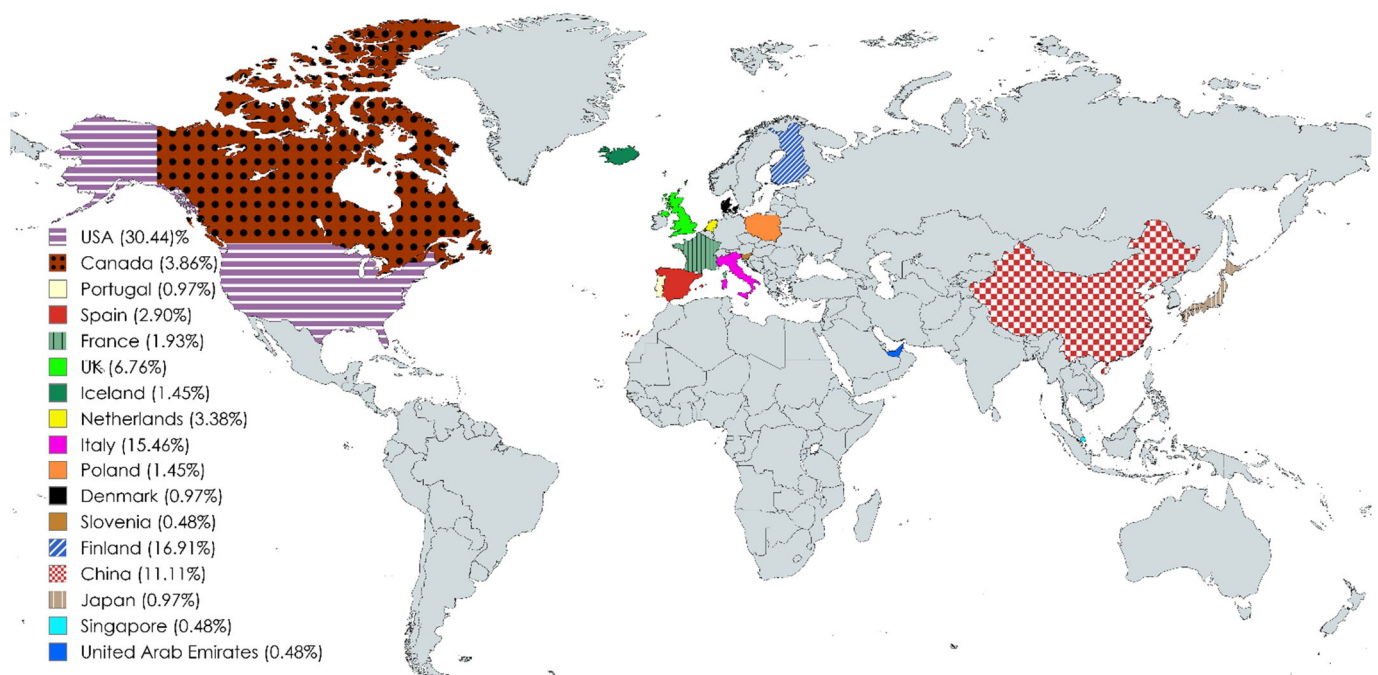 USA (30.44)%
Canada (3.86%)
Portugal (0.97%)
Spain (2.90%)
France (1.93%)
UK (6.76%)
Iceland (1.45%)
Netherlands (3.38%)
Italy (15.46%)
Poland (1.45%)
Denmark (0.97%)
Slovenia (0.48%)
Finland (16.91%)
China (11.11%)
Japan (0.97%)
Singapore (0.48%)
United Arab Emirates (0.48%)